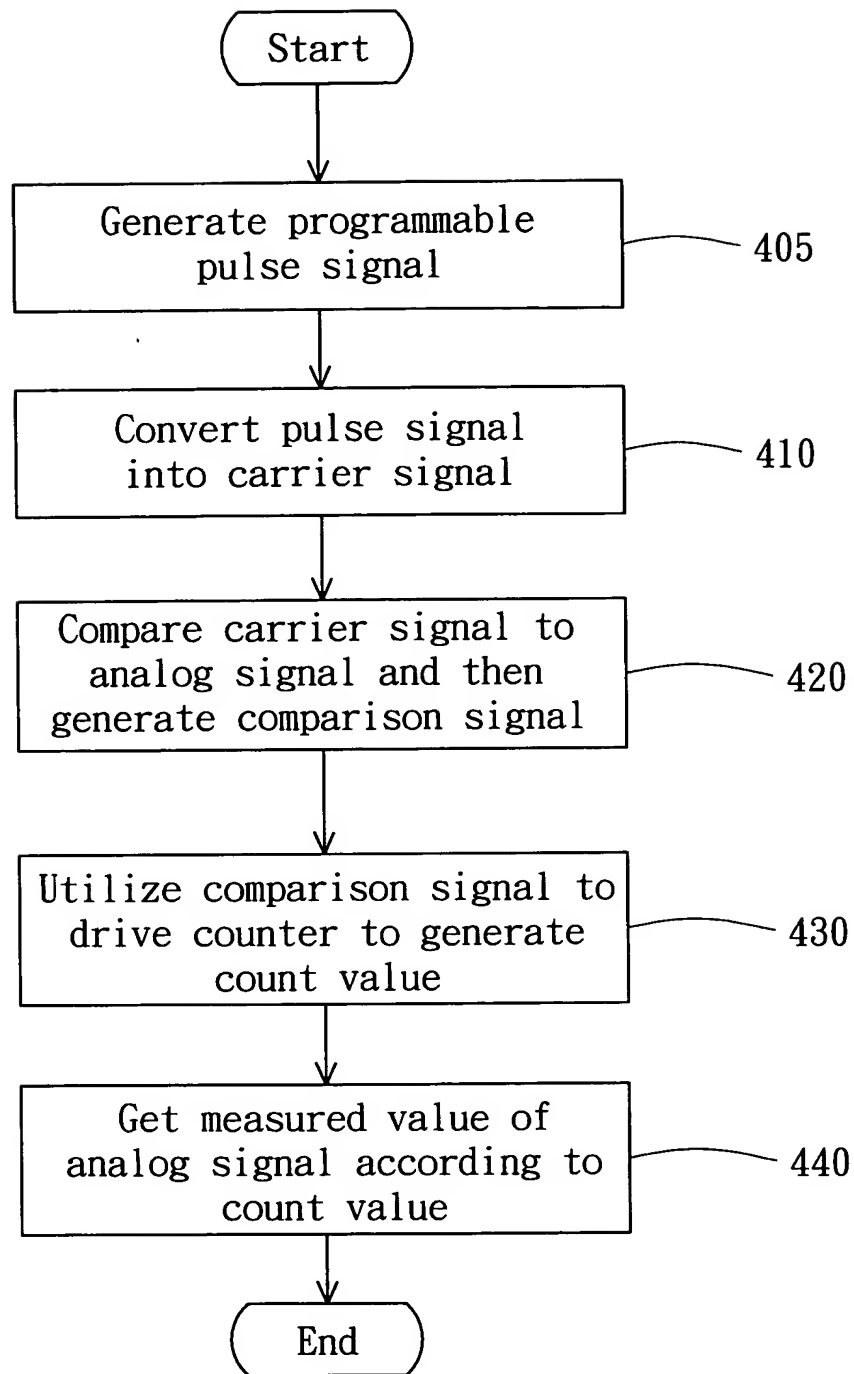 Start
Generate programmable
pulse signal
405
Convert pulse signal
into carrier signal
410
Compare carrier signal to
analog signal and then
generate comparison signal
420
Utilize comparison signal to
drive counter to generate
count value
430
Get measured value of
analog signal according to
count value
440
End